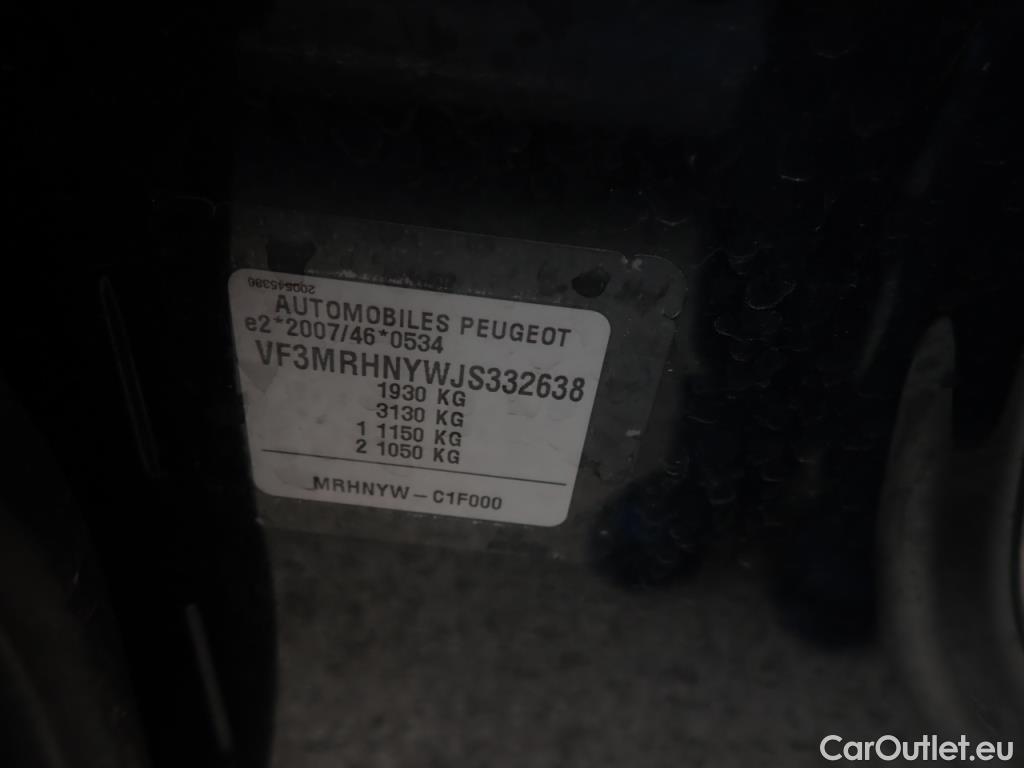 200545386
AUTOMOBILES PEUGEOT
e2*2007/46*0534
VF3MRHNYWJS332638
1930 KG
3130 KG
1 1150 KG
2 1050 KG
MRHNYW – C1F000
CarOutlet.eu